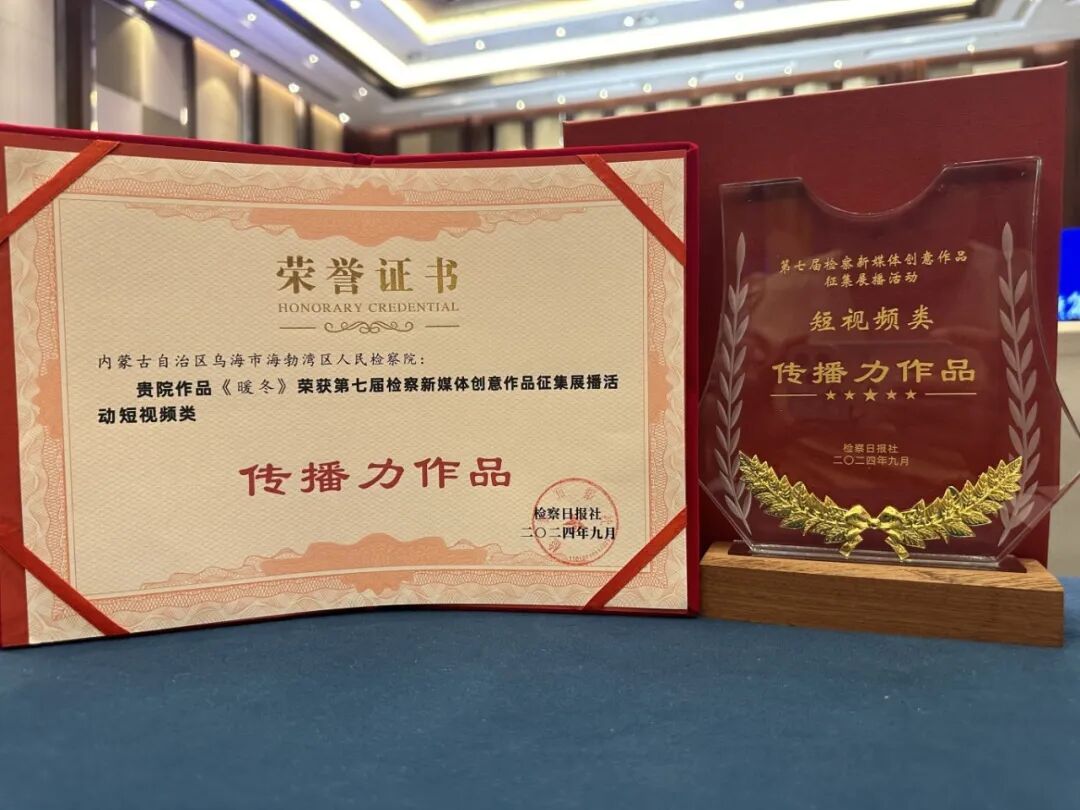 荣誉证书
HONORARY CREDENTIAL
内蒙古自治区乌海市海勃湾区人民检察院：
贵院作品《暖冬》荣获第七届检察新媒体创意作品征集展播活
动短视频类
传播力作品
检察日报社
二〇二四年九月
第七届检察新媒体创意作品
征集展播活动
短视频类
传播力作品
检察日报社
二〇二四年九月